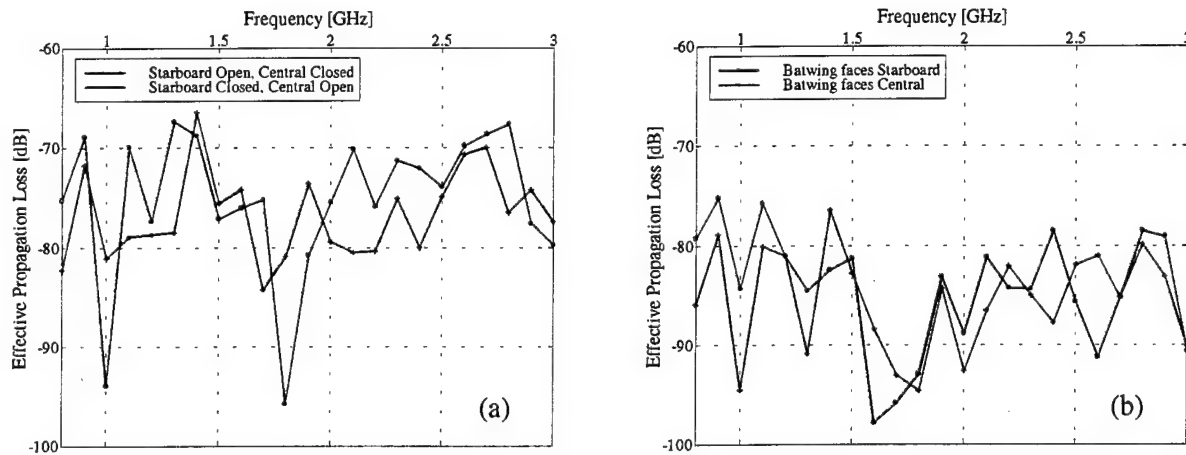 Frequency [GHz]
1 1.5 2 2.5 3
-60
-70
-80
-90
-100
Effective Propagation Loss [dB]
Starboard Open, Central Closed
Starboard Closed, Central Open
(a)
Frequency [GHz]
1 1.5 2 2.5 3
-60
-70
-80
-90
-100
Effective Propagation Loss [dB]
Batwing faces Starboard
Batwing faces Central
(b)